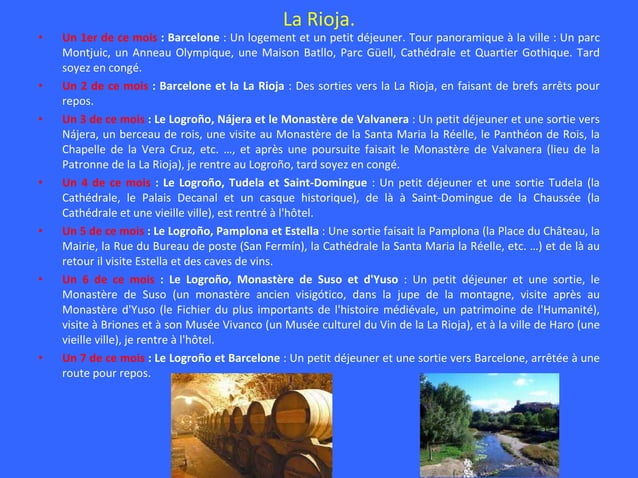 La Rioja.
• Un 1er de ce mois : Barcelone : Un logement et un petit déjeuner. Tour panoramique à la ville : Un parc
Montjuic, un Anneau Olympique, une Maison Batllo, Parc Güell, Cathédrale et Quartier Gothique. Tard
soyez en congé.
• Un 2 de ce mois : Barcelone et la La Rioja : Des sorties vers la La Rioja, en faisant de brefs arrêts pour
repos.
• Un 3 de ce mois : Le Logroño, Nájera et le Monastère de Valvanera : Un petit déjeuner et une sortie vers
Nájera, un berceau de rois, une visite au Monastère de la Santa Maria la Réelle, le Panthéon de Rois, la
Chapelle de la Vera Cruz, etc. …, et après une poursuite faisait le Monastère de Valvanera (lieu de la
Patronne de la La Rioja), je rentre au Logroño, tard soyez en congé.
• Un 4 de ce mois : Le Logroño, Tudela et Saint-Domingue : Un petit déjeuner et une sortie Tudela (la
Cathédrale, le Palais Decanal et un casque historique), de là à Saint-Domingue de la Chaussée (la
Cathédrale et une vieille ville), est rentré à l'hôtel.
• Un 5 de ce mois : Le Logroño, Pamplona et Estella : Une sortie faisait la Pamplona (la Place du Château, la
Mairie, la Rue du Bureau de poste (San Fermín), la Cathédrale la Santa Maria la Réelle, etc. …) et de là au
retour il visite Estella et des caves de vins.
• Un 6 de ce mois : Le Logroño, Monastère de Suso et d'Yuso : Un petit déjeuner et une sortie, le
Monastère de Suso (un monastère ancien visigótico, dans la jupe de la montagne, visite après au
Monastère d'Yuso (le Fichier du plus importants de l'histoire médiévale, un patrimoine de l'Humanité),
visite à Briones et à son Musée Vivanco (un Musée culturel du Vin de la La Rioja), et à la ville de Haro (une
vieille ville), je rentre à l'hôtel.
• Un 7 de ce mois : Le Logroño et Barcelone : Un petit déjeuner et une sortie vers Barcelone, arrêtée à une
route pour repos.